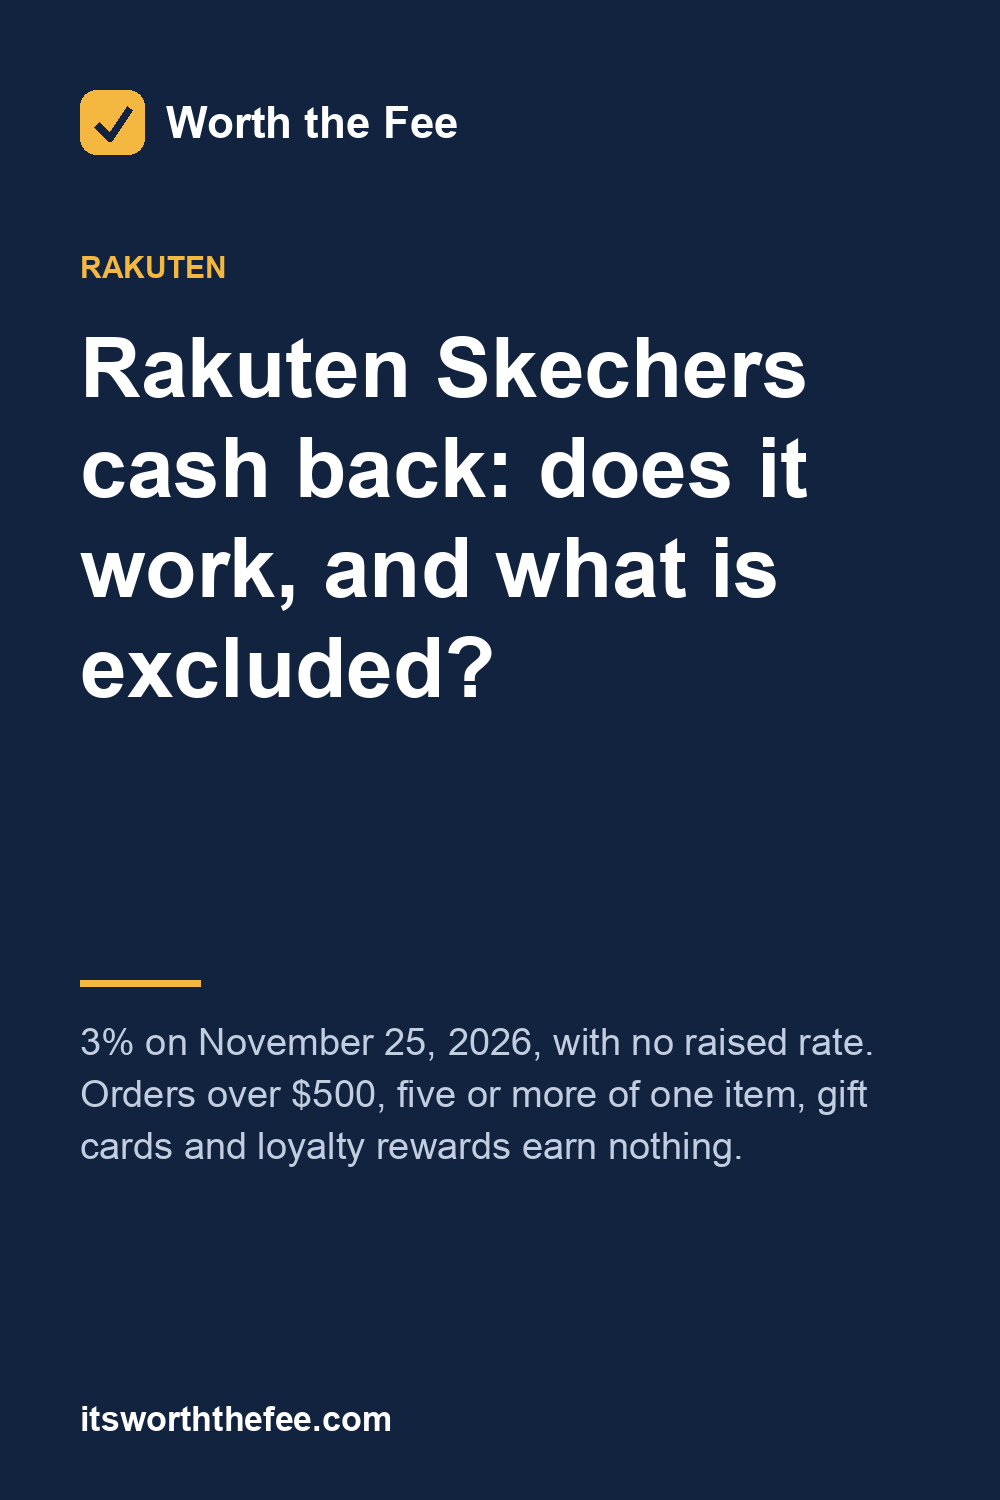 Worth the Fee
RAKUTEN
Rakuten Skechers
cash back: does it
work, and what is
excluded?
3% on November 25, 2026, with no raised rate.
Orders over $500, five or more of one item, gift
cards and loyalty rewards earn nothing.
itsworththefee.com